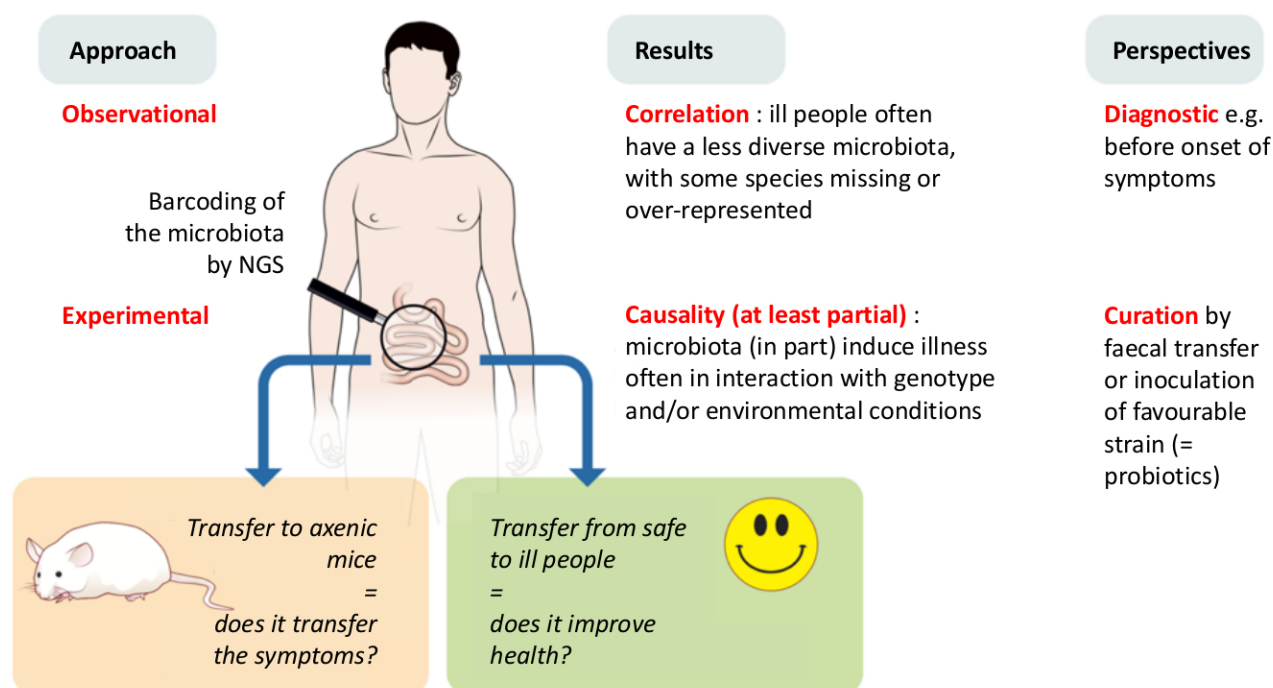 Approach
Results
Perspectives
Observational
Correlation : ill people often
have a less diverse microbiota,
with some species missing or
over-represented
Diagnostic e.g.
before onset of
symptoms
Barcoding of
the microbiota
by NGS
Experimental
Causality (at least partial) :
microbiota (in part) induce illness
often in interaction with genotype
and/or environmental conditions
Curation by
faecal transfer
or inoculation
of favourable
strain (=
probiotics)
Transfer to axenic
mice
=
does it transfer
the symptoms?
Transfer from safe
to ill people
=
does it improve
health?